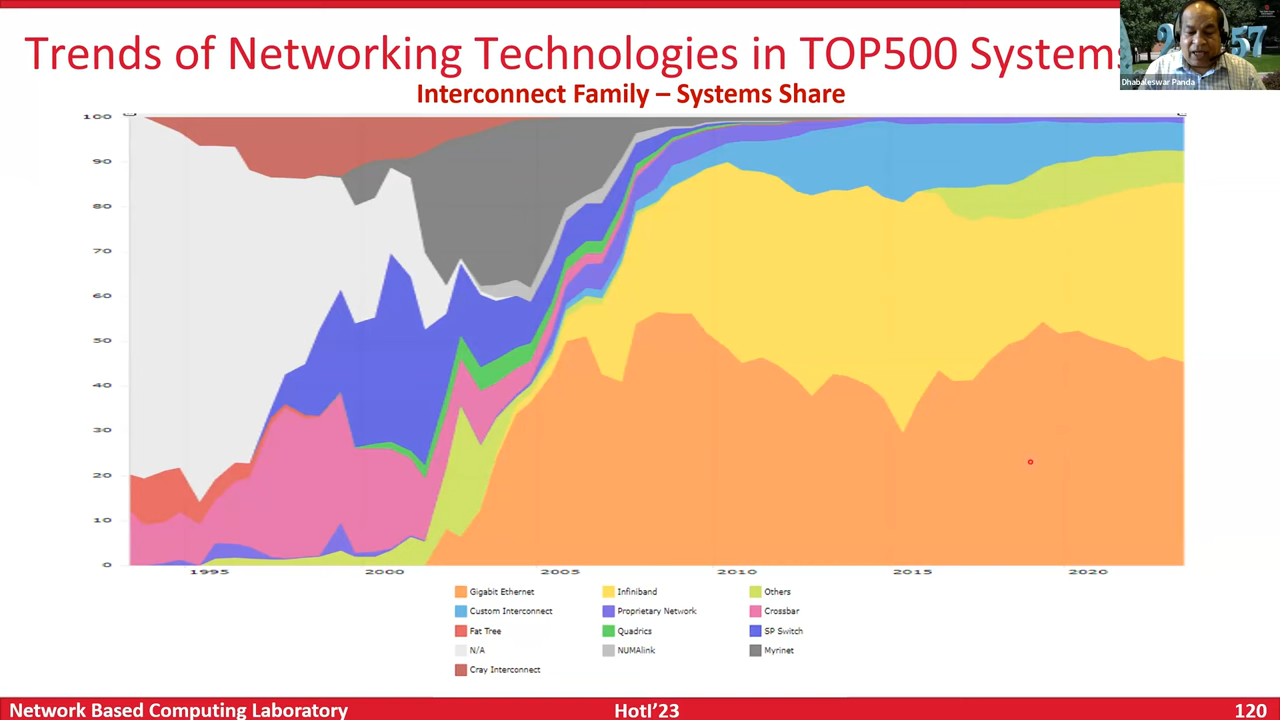 Trends of Networking Technologies in TOP500 Systems
Interconnect Family – Systems Share
Dhabaleswar Panda
57
100
90
80
70
60
50
40
30
20
10
0
1995 2000 2005 2010 2015 2020
Gigabit Ethernet Infiniband Others
Custom Interconnect Proprietary Network Crossbar
Fat Tree Quadrics SP Switch
N/A NUMAlink Myrinet
Cray Interconnect
Network Based Computing Laboratory HotI’23 120